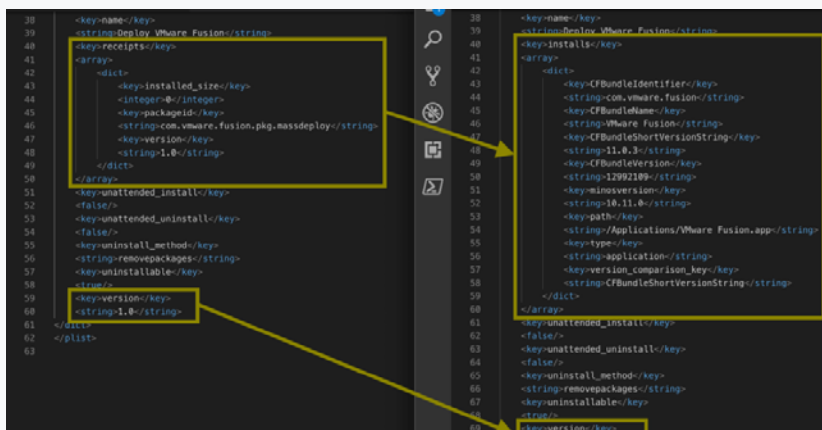 38 <key>name</key>
39 <string>Deploy VMware Fusion</string>
40 <key>receipts</key>
41 <array>
42 <dict>
43 <key>installed_size</key>
44 <integer>0</integer>
45 <key>packageid</key>
46 <string>com.vmware.fusion.pkg.massdeploy</string>
47 <key>version</key>
48 <string>1.0</string>
49 </dict>
50 </array>
51 <key>unattended_install</key>
52 <false/>
53 <key>unattended_uninstall</key>
54 <false/>
55 <key>uninstall_method</key>
56 <string>removepackages</string>
57 <key>uninstallable</key>
58 <true/>
59 <key>version</key>
60 <string>1.0</string>
61 </dict>
62 </plist>
63
38 <key>name</key>
39 <string>Deploy VMware Fusion</string>
40 <key>installs</key>
41 <array>
42 <dict>
43 <key>CFBundleIdentifier</key>
44 <string>com.vmware.fusion</string>
45 <key>CFBundleName</key>
46 <string>VMware Fusion</string>
47 <key>CFBundleShortVersionString</key>
48 <string>11.0.3</string>
49 <key>CFBundleVersion</key>
50 <string>12992109</string>
51 <key>minosversion</key>
52 <string>10.11.0</string>
53 <key>path</key>
54 <string>/Applications/VMware Fusion.app</string>
55 <key>type</key>
56 <string>application</string>
57 <key>version_comparison_key</key>
58 <string>CFBundleShortVersionString</string>
59 </dict>
60 </array>
61 <key>unattended_install</key>
62 <false/>
63 <key>unattended_uninstall</key>
64 <false/>
65 <key>uninstall_method</key>
66 <string>removepackages</string>
67 <key>uninstallable</key>
68 <true/>
69 <key>version</key>